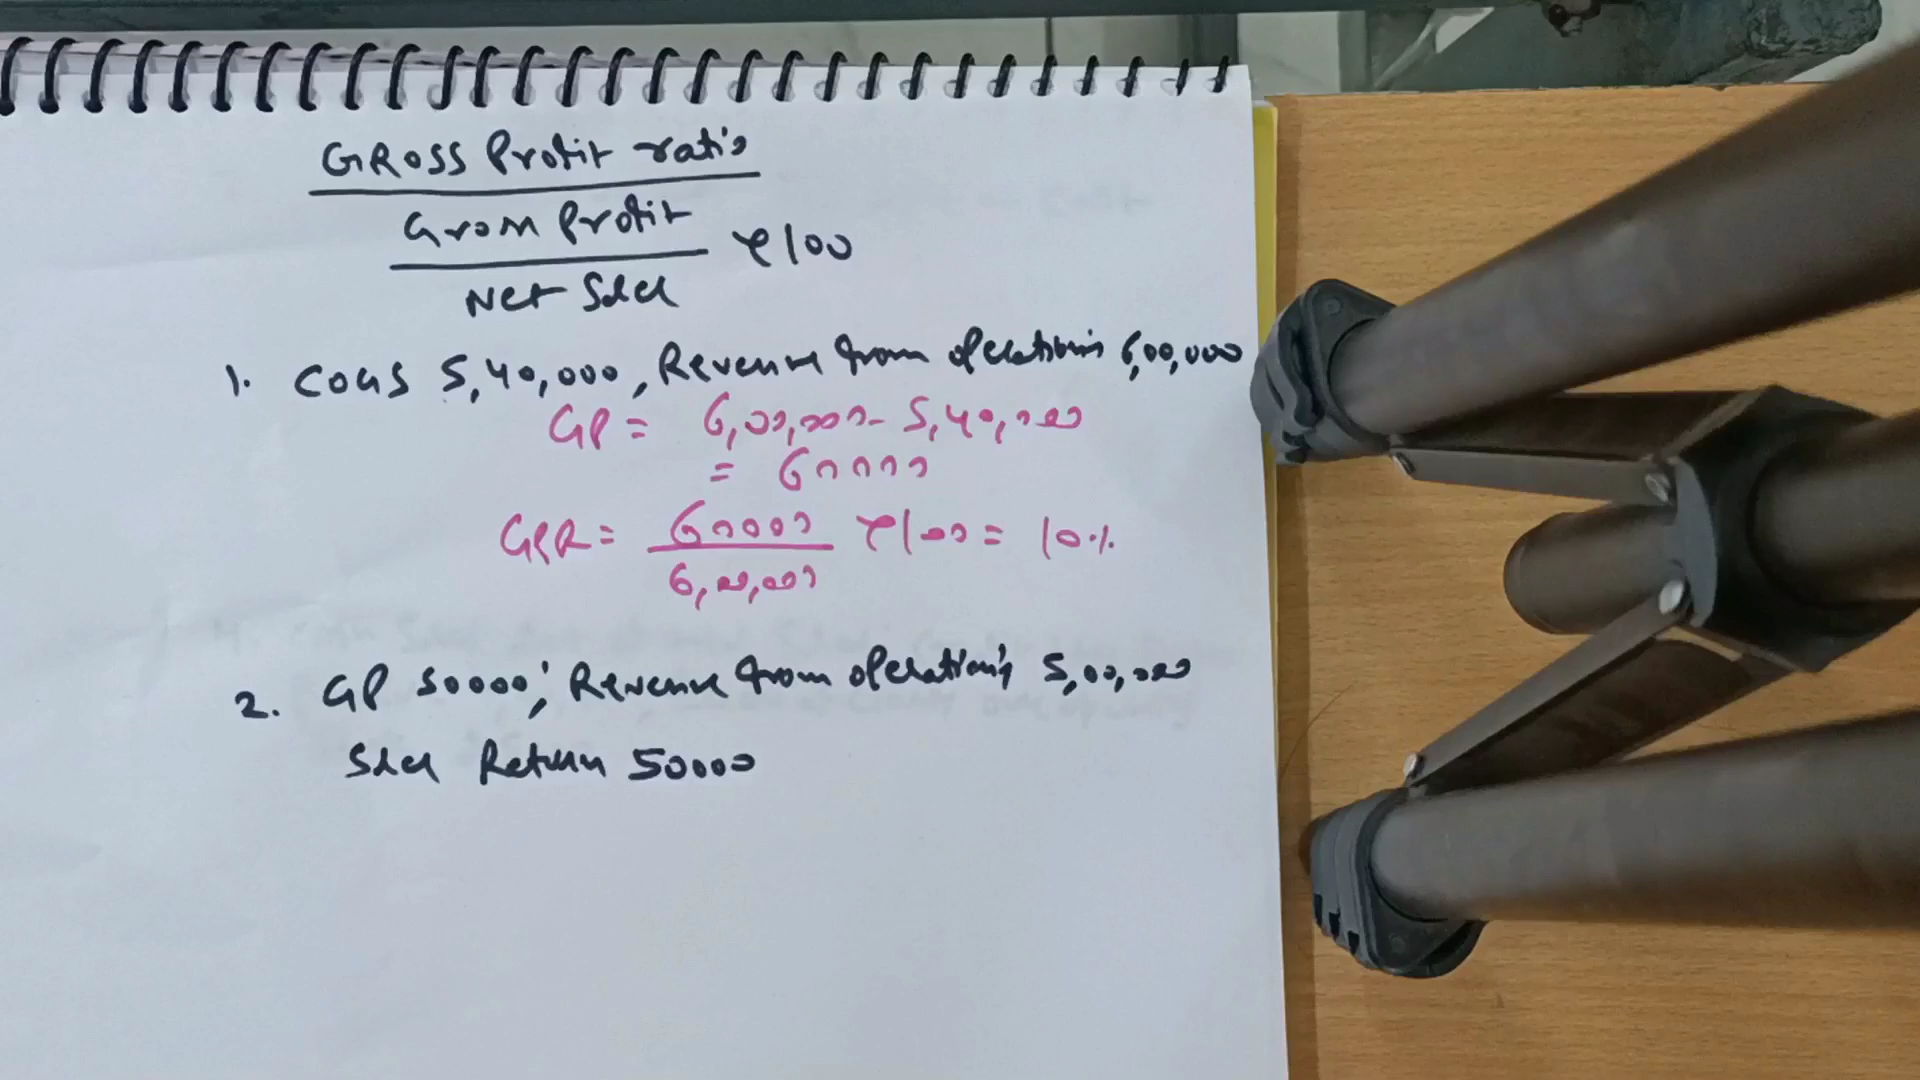 GROSS Profit ratio
Gross Profit
Net Sales × 100
1. COGS 5,40,000, Revenue from operations 6,00,000
GP = 6,00,000 - 5,40,000
= 60000
GPR = 60000 × 100 = 10%
6,00,000
2. GP 50000; Revenue from operations 5,00,000
Sales Return 50000